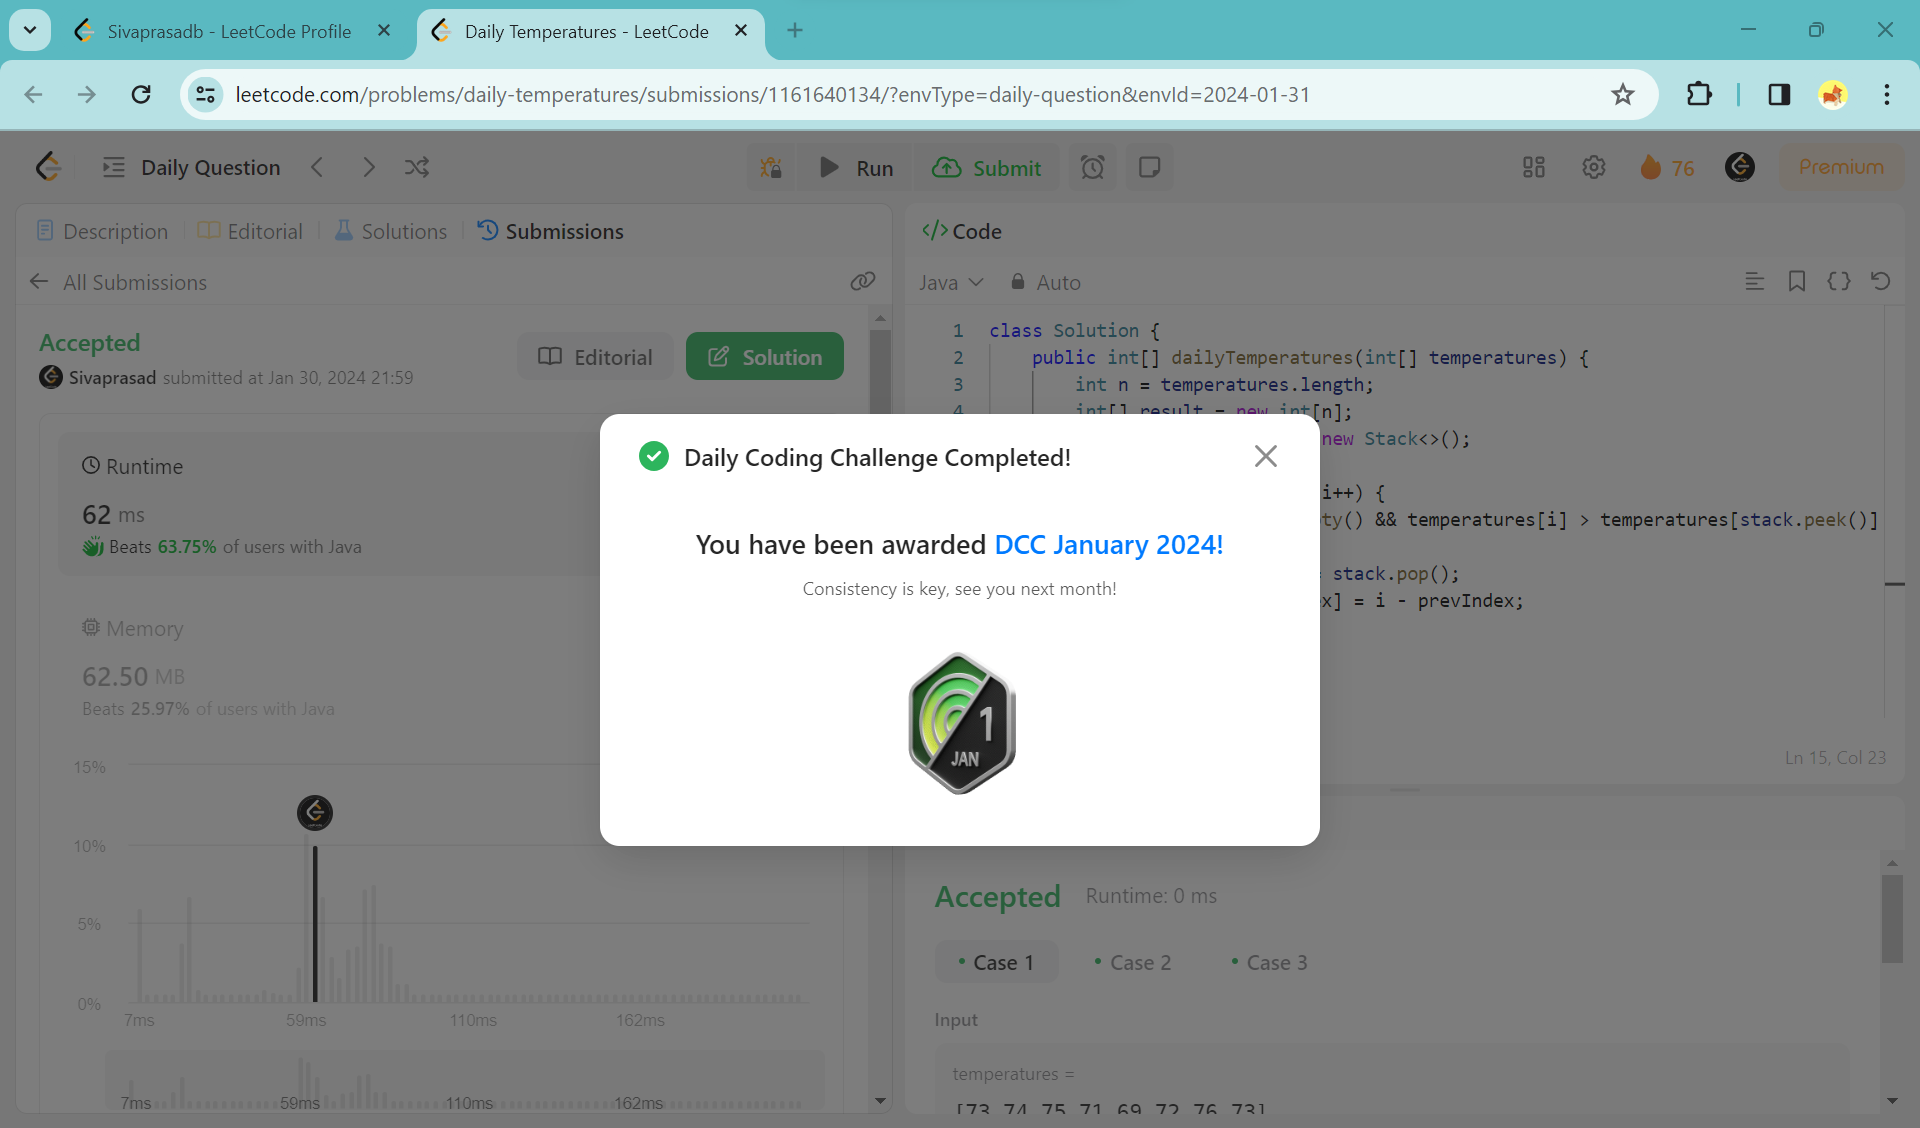 Sivaprasadb - LeetCode Profile
Daily Temperatures - LeetCode
leetcode.com/problems/daily-temperatures/submissions/1161640134/?envType=daily-question&envId=2024-01-31
Daily Question
Run
Submit
76
Premium
Description
Editorial
Solutions
Submissions
All Submissions
Accepted
Sivaprasad submitted at Jan 30, 2024 21:59
Editorial
Solution
Runtime
62 ms
Beats 63.75% of users with Java
Memory
62.50 MB
Beats 25.97% of users with Java
15%
10%
5%
0%
7ms 59ms 110ms 162ms
7ms 59ms 110ms 162ms
</> Code
Java
Auto
1 class Solution {
2 public int[] dailyTemperatures(int[] temperatures) {
3 int n = temperatures.length;
4 int[] result = new int[n];
new Stack<>();
i++) {
ty() && temperatures[i] > temperatures[stack.peek()]
stack.pop();
x] = i - prevIndex;
Ln 15, Col 23
Daily Coding Challenge Completed!
You have been awarded DCC January 2024!
Consistency is key, see you next month!
1
JAN
Accepted
Runtime: 0 ms
Case 1
Case 2
Case 3
Input
temperatures =
[73,74,75,71,69,72,76,73]